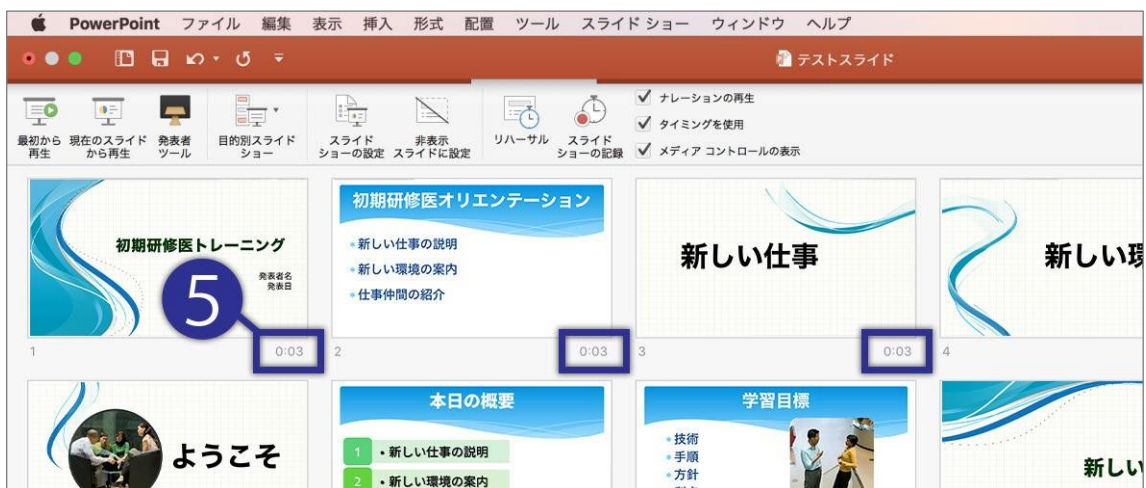 PowerPoint ファイル 編集 表示 挿入 形式 配置 ツール スライド ショー ウィンドウ ヘルプ
テストスライド
最初から
再生
現在のスライド
から再生
発表者
ツール
目的別スライド
ショー
スライド
ショーの設定
非表示
スライドに設定
リハーサル
スライド
ショーの記録
ナレーションの再生
タイミングを使用
メディア コントロールの表示
初期研修医トレーニング
発表者名
発表日
5
1 0:03
初期研修医オリエンテーション
新しい仕事の説明
新しい環境の案内
仕事仲間の紹介
2 0:03
新しい仕事
3 0:03
新しい環
4
ようこそ
本日の概要
1 •新しい仕事の説明
2 •新しい環境の案内
学習目標
技術
手順
方針
新しい